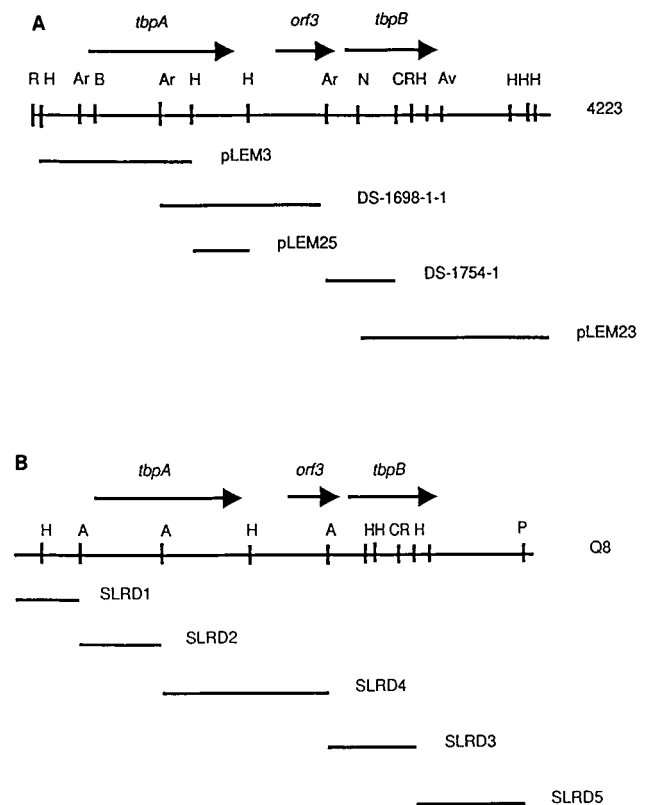 A
tbpA orf3 tbpB
R H Ar B Ar H H Ar N CRH Av HHH
4223
pLEM3
DS-1698-1-1
pLEM25
DS-1754-1
pLEM23
B
tbpA orf3 tbpB
H A A H A HH CR H P
Q8
SLRD1
SLRD2
SLRD4
SLRD3
SLRD5